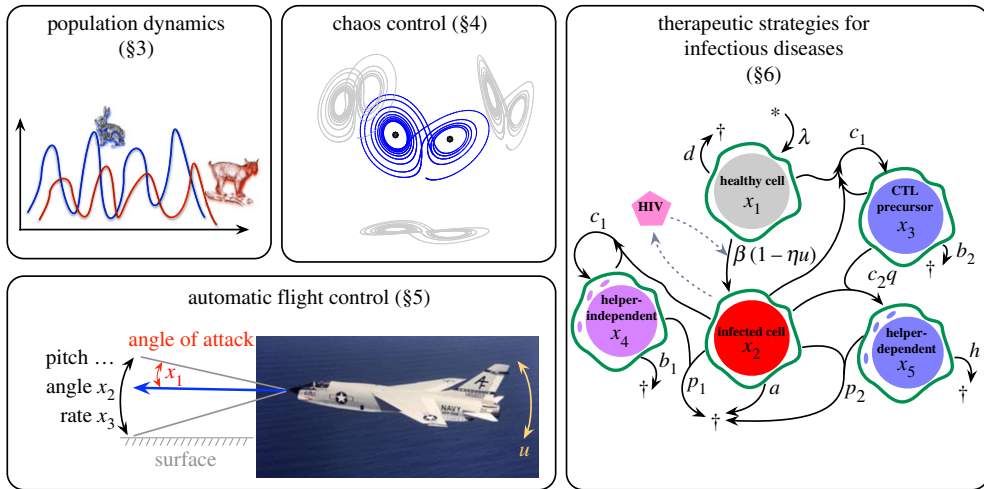 population dynamics
(§3)
chaos control (§4)
therapeutic strategies for
infectious diseases
(§6)
*
λ
†
d
healthy cell
x1
c1
CTL
precursor
x3
b2
†
HIV
β (1 – ηu)
c1
c2q
helper-
independent
x4
infected cell
x2
helper-
dependent
x5
h
†
b1
†
p1
a
p2
†
automatic flight control (§5)
angle of attack
pitch …
x1
angle x2
rate x3
surface
NAVY
u